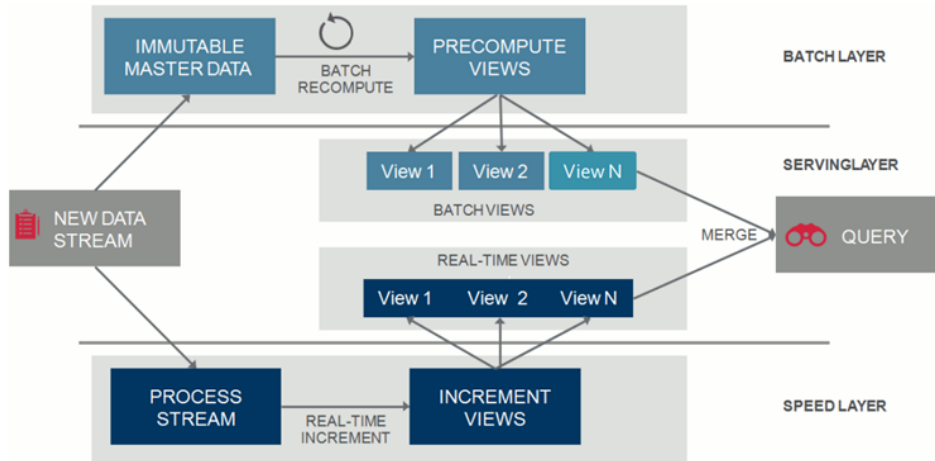 IMMUTABLE
MASTER DATA
BATCH
RECOMPUTE
PRECOMPUTE
VIEWS
BATCH LAYER
View 1
View 2
View N
BATCH VIEWS
SERVINGLAYER
NEW DATA
STREAM
MERGE
QUERY
REAL-TIME VIEWS
View 1
View 2
View N
PROCESS
STREAM
REAL-TIME
INCREMENT
INCREMENT
VIEWS
SPEED LAYER